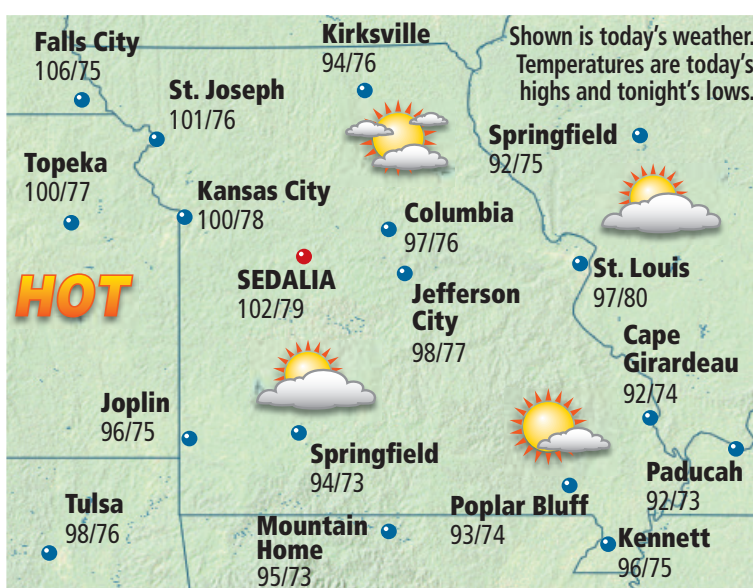 Falls City
106/75
Kirksville
94/76
Shown is today's weather.
Temperatures are today's
highs and tonight's lows.
St. Joseph
101/76
Springfield
92/75
Topeka
100/77
Kansas City
100/78
Columbia
97/76
SEDALIA
102/79
HOT
Jefferson
City
98/77
St. Louis
97/80
Cape
Girardeau
92/74
Joplin
96/75
Springfield
94/73
Paducah
92/73
Tulsa
98/76
Mountain
Home
95/73
Poplar Bluff
93/74
Kennett
96/75